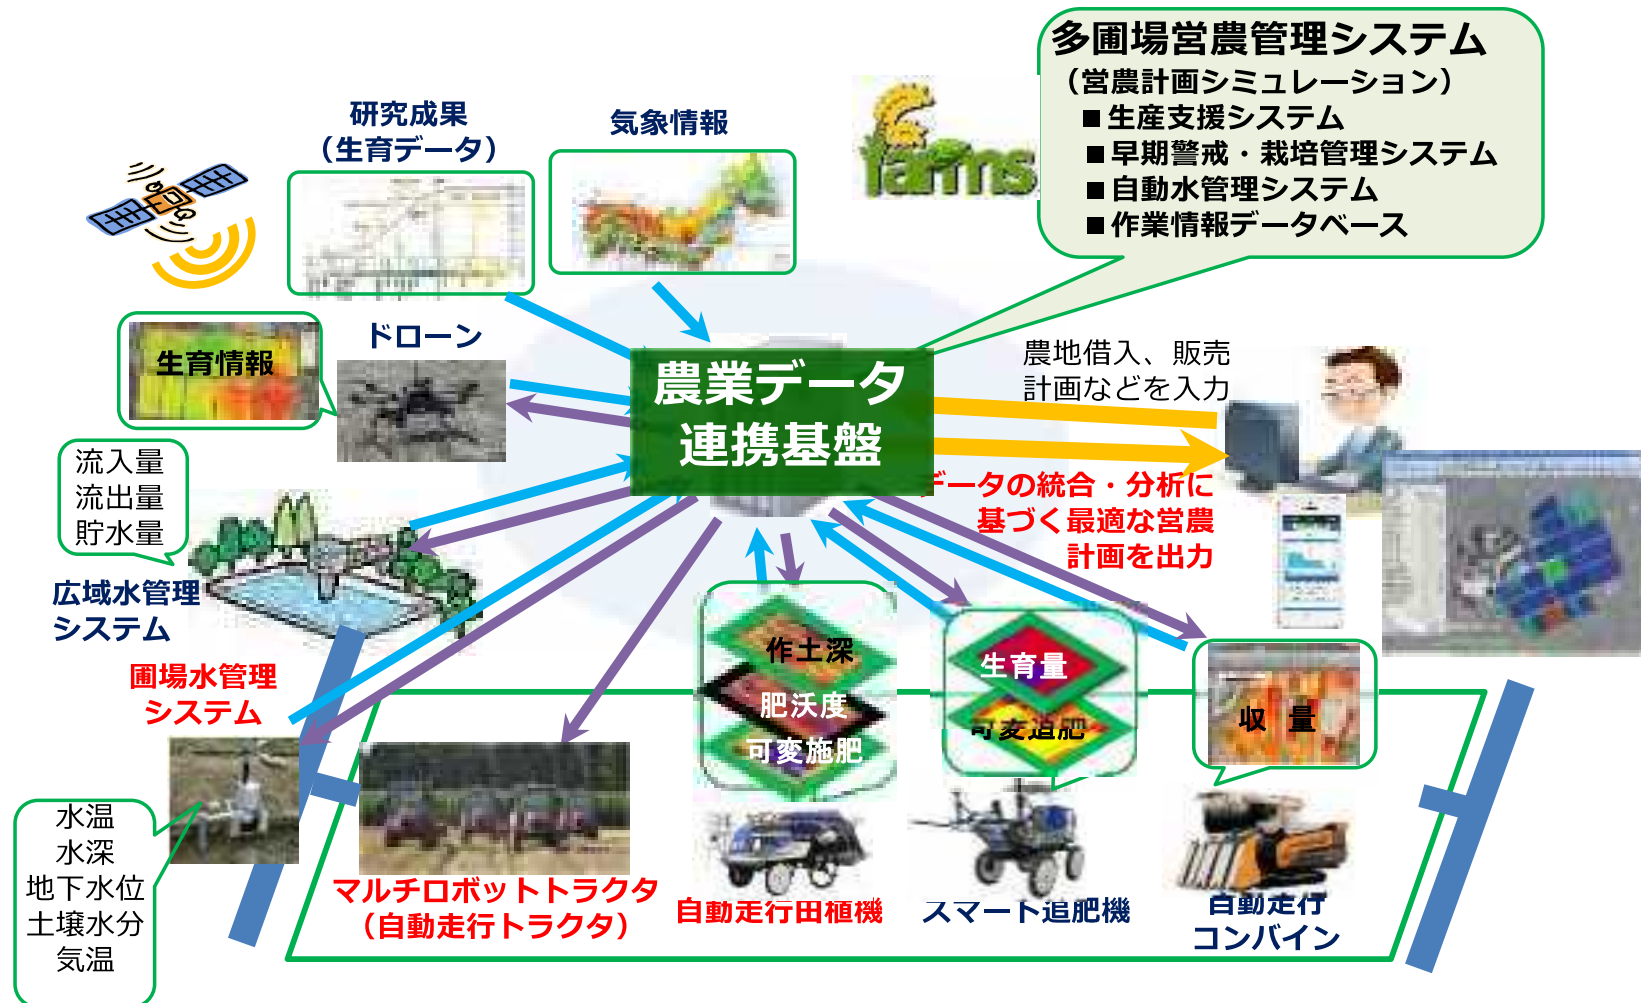 多圃場営農管理システム
（営農計画シミュレーション）
■生産支援システム
■早期警戒・栽培管理システム
■自動水管理システム
■作業情報データベース
farms
研究成果
（生育データ）
気象情報
ドローン
生育情報
農業データ
連携基盤
農地借入、販売
計画などを入力
データの統合・分析に
基づく最適な営農
計画を出力
流入量
流出量
貯水量
広域水管理
システム
圃場水管理
システム
水温
水深
地下水位
土壌水分
気温
作土深
肥沃度
可変施肥
生育量
可変追肥
収 量
マルチロボットトラクタ
（自動走行トラクタ）
自動走行田植機
スマート追肥機
自動走行
コンバイン